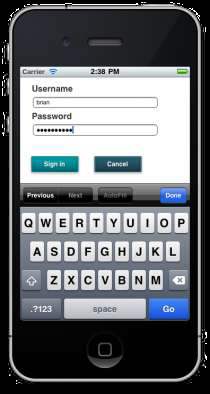 Carrier 2:38 PM
Username
brian
Password
••••••••••
Sign in Cancel
Previous Next AutoFill Done
Q W E R T Y U I O P
A S D F G H J K L
Z X C V B N M
.?123 space Go